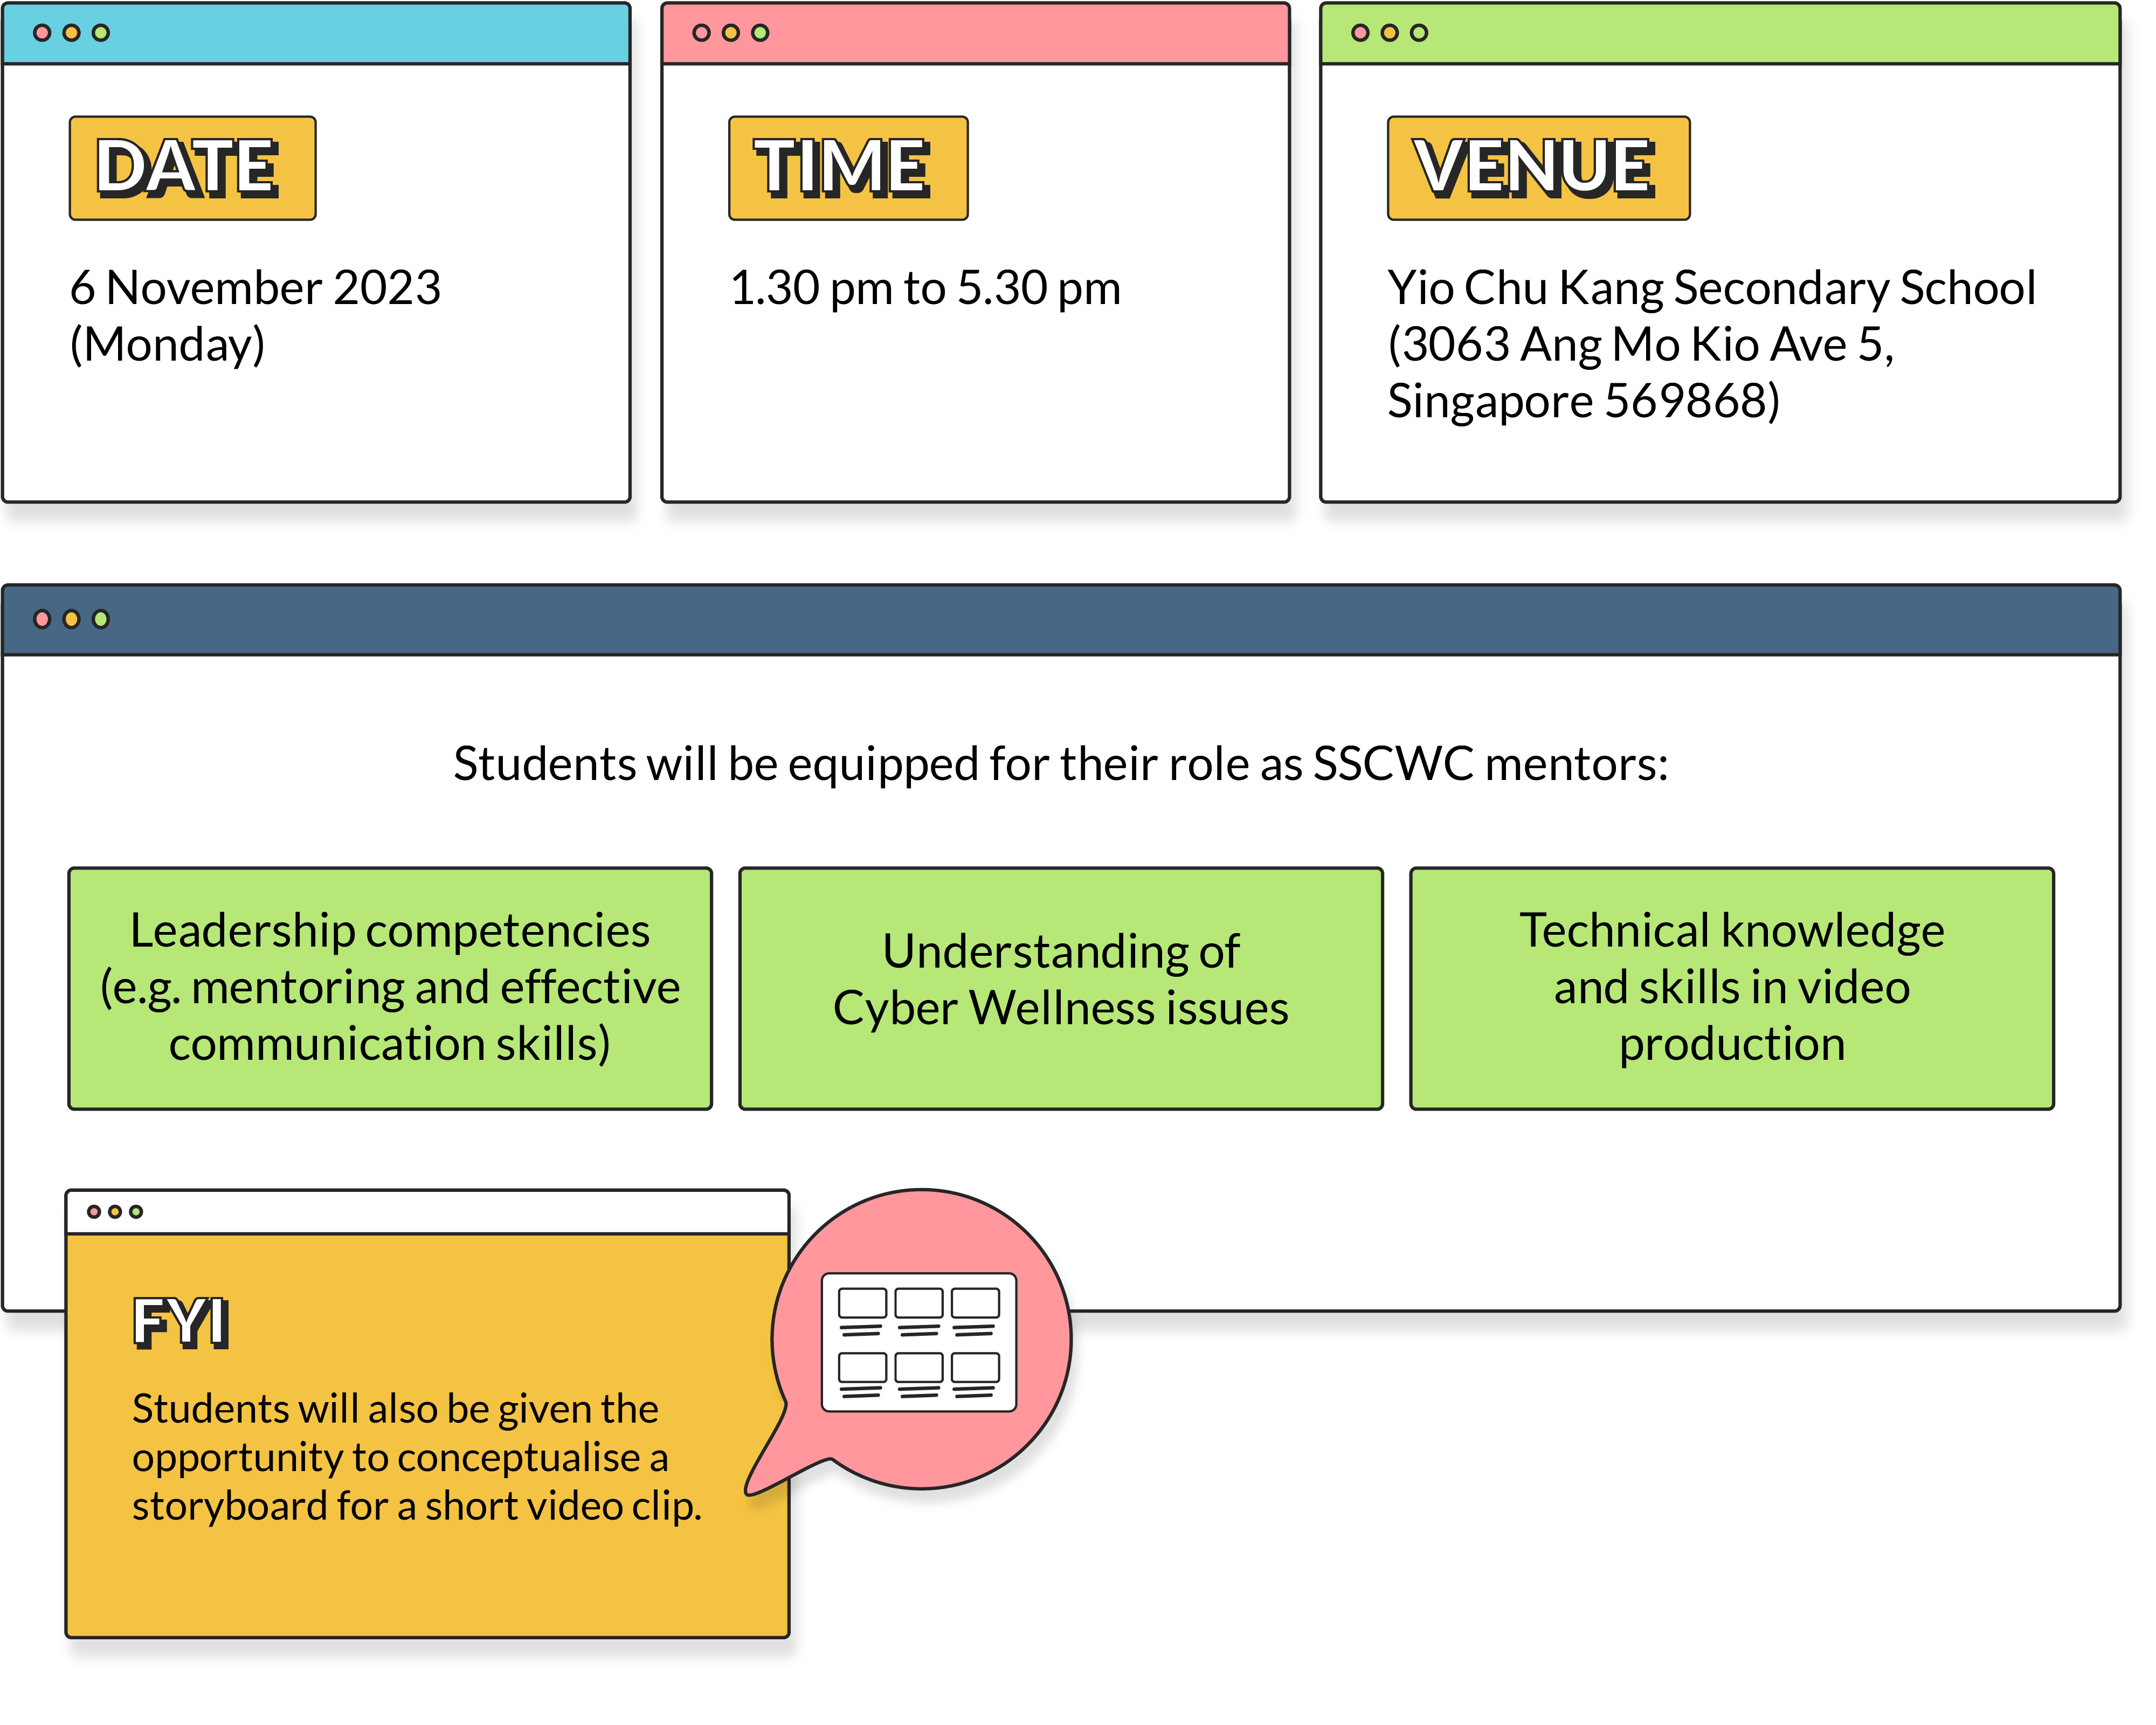 DATE
6 November 2023
(Monday)
TIME
1.30 pm to 5.30 pm
VENUE
Yio Chu Kang Secondary School
(3063 Ang Mo Kio Ave 5,
Singapore 569868)
Students will be equipped for their role as SSCWC mentors:
Leadership competencies
(e.g. mentoring and effective
communication skills)
Understanding of
Cyber Wellness issues
Technical knowledge
and skills in video
production
FYI
Students will also be given the
opportunity to conceptualise a
storyboard for a short video clip.